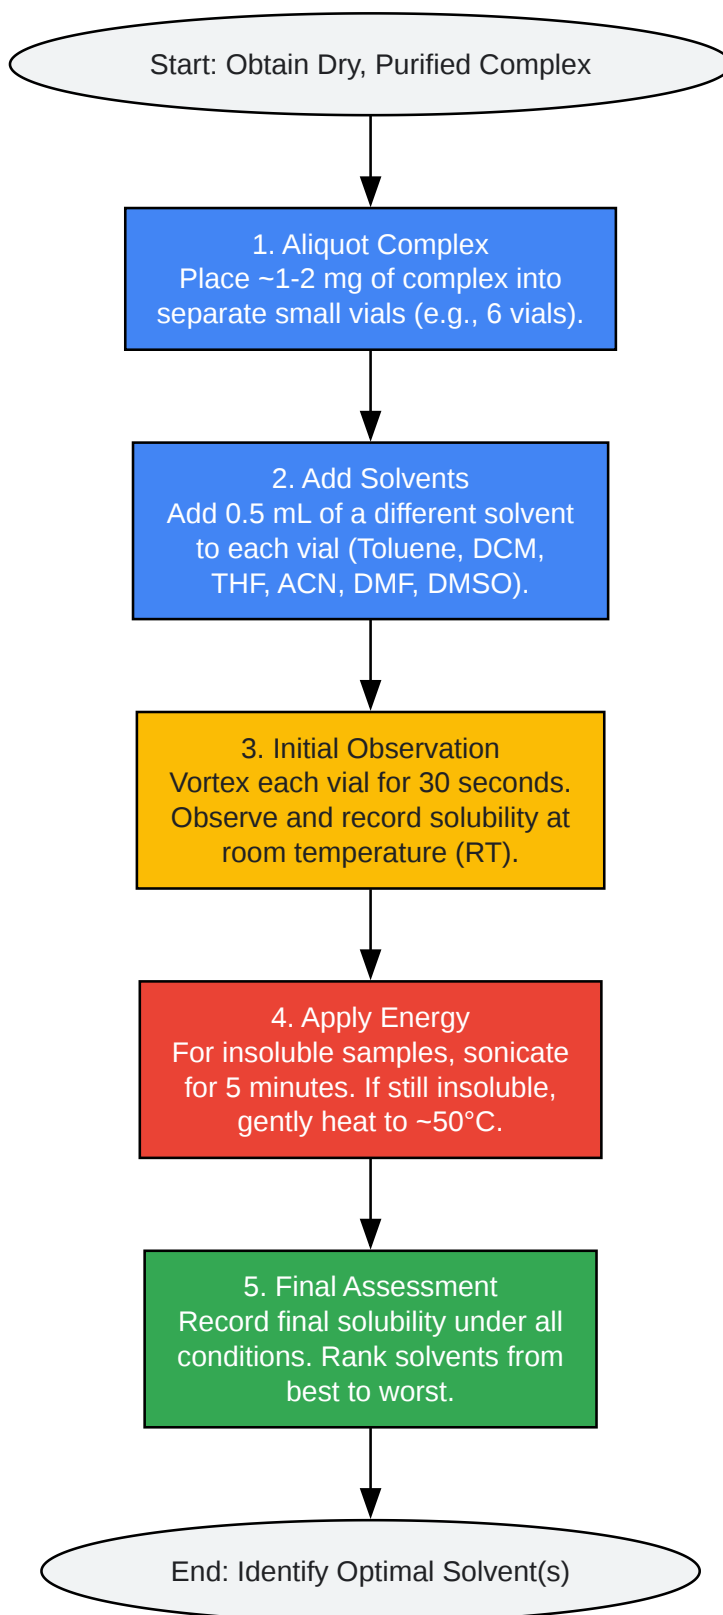 Start: Obtain Dry, Purified Complex
1. Aliquot Complex
Place ~1-2 mg of complex into
separate small vials (e.g., 6 vials).
2. Add Solvents
Add 0.5 mL of a different solvent
to each vial (Toluene, DCM,
THF, ACN, DMF, DMSO).
3. Initial Observation
Vortex each vial for 30 seconds.
Observe and record solubility at
room temperature (RT).
4. Apply Energy
For insoluble samples, sonicate
for 5 minutes. If still insoluble,
gently heat to ~50°C.
5. Final Assessment
Record final solubility under all
conditions. Rank solvents from
best to worst.
End: Identify Optimal Solvent(s)